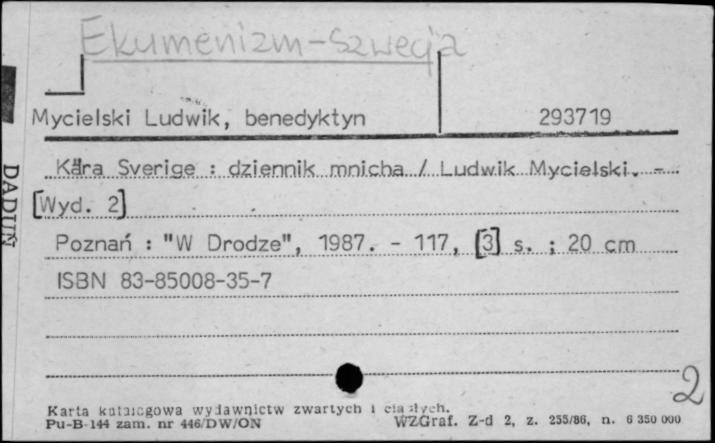 Ekumenizm-Szwecja
Mycielski Ludwik, benedyktyn 293719
Kära Sverige : dziennik mnicha / Ludwik Mycielski. -
[Wyd. 2]
Poznań : "W Drodze", 1987. - 117, [3] s. ; 20 cm
ISBN 83-85008-35-7
2
Karta katalogowa wydawnictw zwartych i ciągłych.
Pu-B-144 zam. nr 446/DW/ON WZGraf. Z-d 2, z. 255/86, n. 6 350 000
DADUŃ